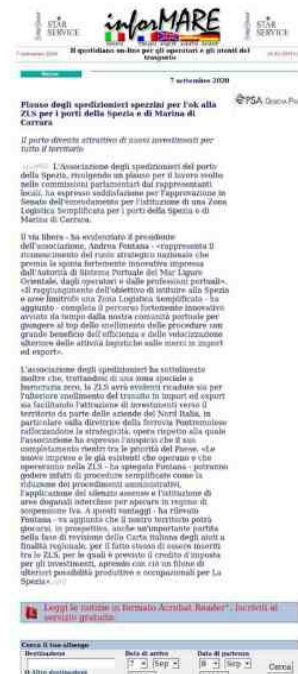 STAR
SERVICE
inforMARE
STAR
SERVICE
7 settembre 2020
Il quotidiano on-line per gli operatori e gli utenti del
trasporto
7 settembre 2020
Plauso degli spedizionieri spezzini per l'ok alla
ZLS per i porti della Spezia e di Marina di
Carrara
PSA
Il porto diventa attrattivo di nuovi investimenti per
tutto il territorio
L'Associazione degli spedizionieri del porto
della Spezia, rivolgendo un plauso per il lavoro svolto
nelle commissioni parlamentari dai rappresentanti
locali, ha espresso soddisfazione per l'approvazione in
Senato dell'emendamento per l'istituzione di una Zona
Logistica Semplificata per i porti della Spezia e di
Marina di Carrara.
Il via libera - ha evidenziato il presidente
dell'associazione, Andrea Fontana - «rappresenta il
riconoscimento del ruolo strategico nazionale che
premia la spinta fortemente innovativa impressa
dall'Autorità di Sistema Portuale del Mar Ligure
Orientale, dagli operatori e dalle professioni portuali».
«Il raggiungimento dell'obiettivo di istituire alla Spezia
e aree limitrofe una Zona Logistica Semplificata - ha
aggiunto - completa il percorso fortemente innovativo
avviato da tempo dalla nostra comunità portuale per
giungere al top dello snellimento delle procedure con
grande beneficio dell'efficienza e della velocizzazione
ulteriore delle attività logistiche sulle merci in import
ed export».
L'associazione degli spedizionieri ha sottolineato
inoltre che, trattandosi di una zona speciale a
burocrazia zero, la ZLS avrà evidenti ricadute sia per
l'ulteriore snellimento del transito in import ed export
sia facilitando l'attrazione di investimenti verso il
territorio da parte delle aziende del Nord Italia, in
particolare sulla direttrice della ferrovia Pontremolese
rafforzandone la strategicità, opera rispetto alla quale
l'associazione ha espresso l'auspicio che il suo
completamento rientri tra le priorità del Paese. «Le
nuove imprese e le già esistenti che operano e che
opereranno nella ZLS - ha spiegato Fontana - potranno
godere infatti di procedure semplificate come la
riduzione dei procedimenti amministrativi,
l'applicazione del silenzio assenso e l'istituzione di
aree doganali intercluse per operare in regime di
sospensione Iva. A questi vantaggi - ha rilevato
Fontana - va aggiunto che il nostro territorio potrà
giocarsi, in prospettiva, anche un'importante partita
nella fase di revisione della Carta italiana degli aiuti a
finalità regionale, per il fatto stesso di essere inseriti
tra le ZLS, per le quali è previsto il credito d'imposta
per gli investimenti, aprendo con ciò un filone di
ulteriori possibilità produttive e occupazionali per La
Spezia».
Leggi le notizie in formato Acrobat Reader®. Iscriviti al
servizio gratuito.
Cerca il tuo albergo
Destinazione
Data di arrivo
Data di partenza
7 Sep
8 Sep
Cerca
Altre destinazioni